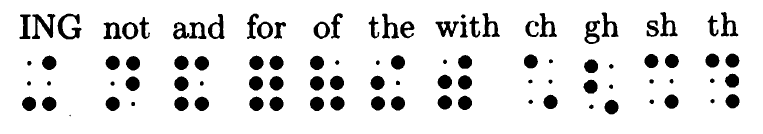 ING not and for of the with ch gh sh th
⠬ ⠝ ⠯ ⠿ ⠷ ⠮ ⠾ ⠡ ⠣ ⠩ ⠹